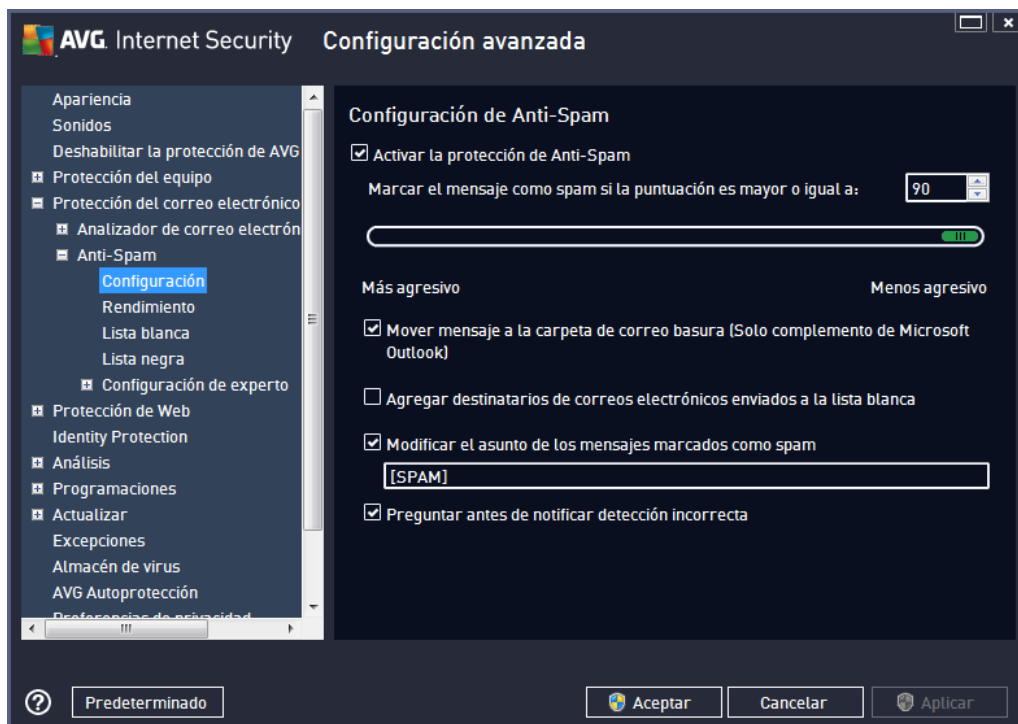 AVG. Internet Security
Configuración avanzada
Apariencia
Sonidos
Deshabilitar la protección de AVG
Protección del equipo
Protección del correo electrónico
Analizador de correo electrón
Anti-Spam
Configuración
Rendimiento
Lista blanca
Lista negra
Configuración de experto
Protección de Web
Identity Protection
Análisis
Programaciones
Actualizar
Excepciones
Almacén de virus
AVG Autoprotección
Preferencias de privacidad
Configuración de Anti-Spam
Activar la protección de Anti-Spam
Marcar el mensaje como spam si la puntuación es mayor o igual a:
90
Más agresivo
Menos agresivo
Mover mensaje a la carpeta de correo basura (Solo complemento de Microsoft
Outlook)
Agregar destinatarios de correos electrónicos enviados a la lista blanca
Modificar el asunto de los mensajes marcados como spam
[SPAM]
Preguntar antes de notificar detección incorrecta
Predeterminado
Aceptar
Cancelar
Aplicar